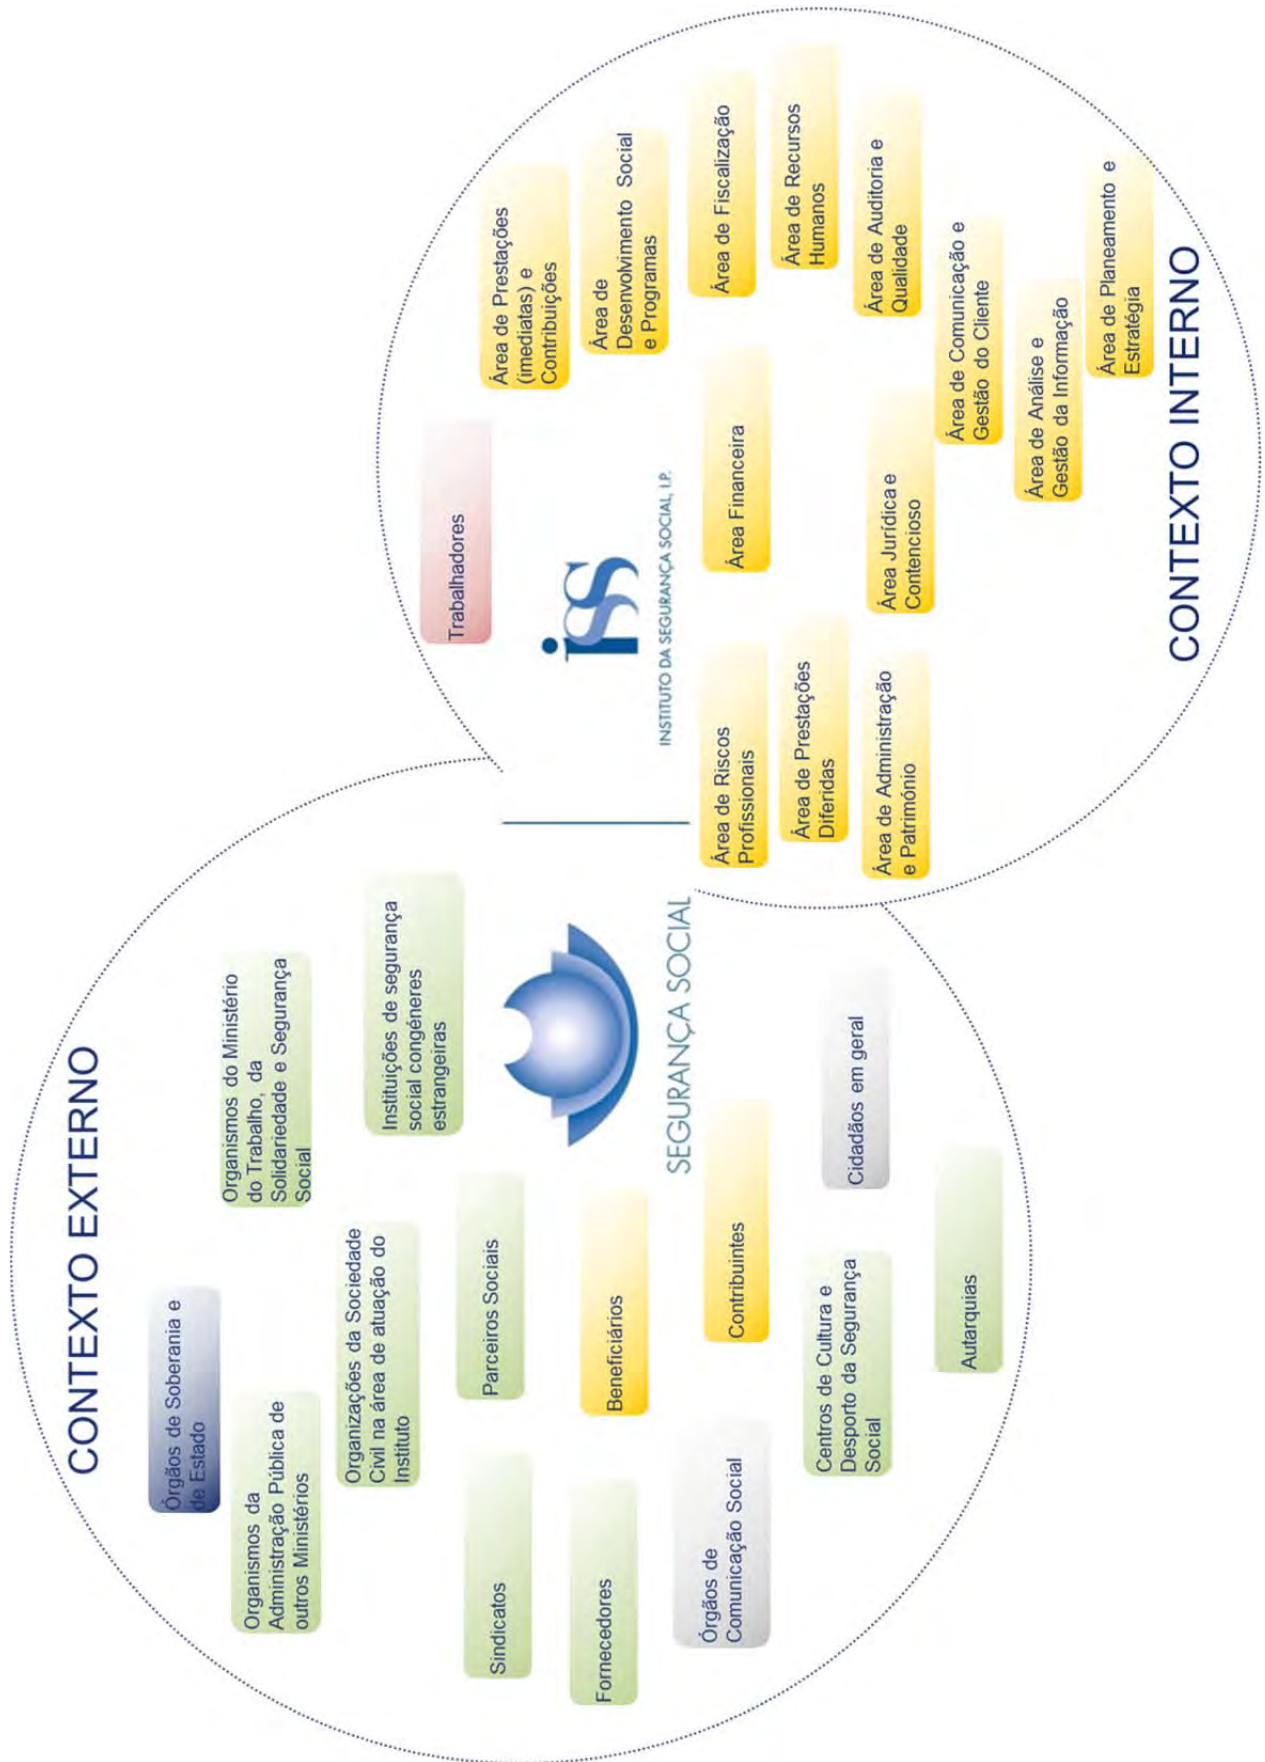 CONTEXTO EXTERNO
Órgãos de Soberania e
de Estado
Organismos da
Administração Pública de
outros Ministérios
Organismos do Ministério
do Trabalho, da
Solidariedade e Segurança
Social
Organizações da Sociedade
Civil na área de atuação do
Instituto
Instituições de segurança
social congéneres
estrangeiras
Sindicatos
Parceiros Sociais
Fornecedores
Beneficiários
SEGURANÇA SOCIAL
Órgãos de
Comunicação Social
Contribuintes
Centros de Cultura e
Desporto da Segurança
Social
Cidadãos em geral
Autarquias
Trabalhadores
iss
INSTITUTO DA SEGURANÇA SOCIAL, I.P.
Área de Prestações
(imediatas) e
Contribuições
Área de
Desenvolvimento Social
e Programas
Área de Riscos
Profissionais
Área Financeira
Área de Fiscalização
Área de Prestações
Diferidas
Área de Recursos
Humanos
Área de Administração
e Património
Área Jurídica e
Contencioso
Área de Auditoria e
Qualidade
Área de Comunicação e
Gestão do Cliente
Área de Análise e
Gestão da Informação
Área de Planeamento e
Estratégia
CONTEXTO INTERNO